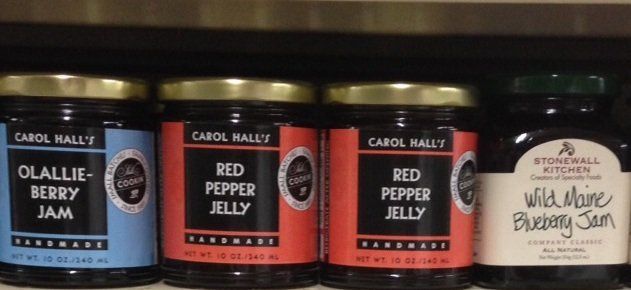 CAROL HALL'S
OLALLIE-
BERRY
JAM
HANDMADE
NET WT. 10 OZ./240 ML
COOKIN
CAROL HALL'S
RED
PEPPER
JELLY
HANDMADE
NET WT. 10 OZ./240 ML
COOKIN
CAROL HALL'S
RED
PEPPER
JELLY
HANDMADE
NET WT. 10 OZ./240 ML
STONEWALL
KITCHEN
Creators of Specialty Foods
Wild Maine
Blueberry Jam
COMPANY CLASSIC
ALL NATURAL